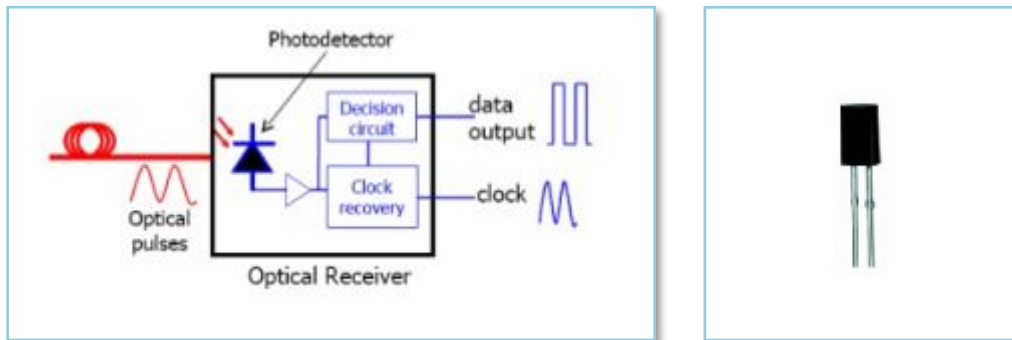 Photodetector
Decision
circuit
data
output
Clock
recovery
clock
Optical
pulses
Optical Receiver